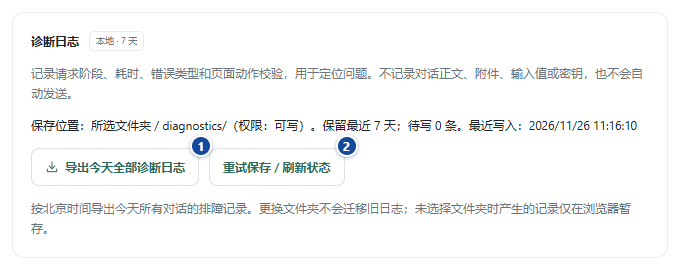 诊断日志 本地 · 7 天
记录请求阶段、耗时、错误类型和页面动作校验，用于定位问题。不记录对话正文、附件、输入值或密钥，也不会自
动发送。
保存位置：所选文件夹 / diagnostics/（权限：可写）。保留最近 7 天；待写 0 条。最近写入：2026/11/26 11:16:10
1 2
导出今天全部诊断日志 重试保存 / 刷新状态
按北京时间导出今天所有对话的排障记录。更换文件夹不会迁移旧日志；未选择文件夹时产生的记录仅在浏览器暂
存。